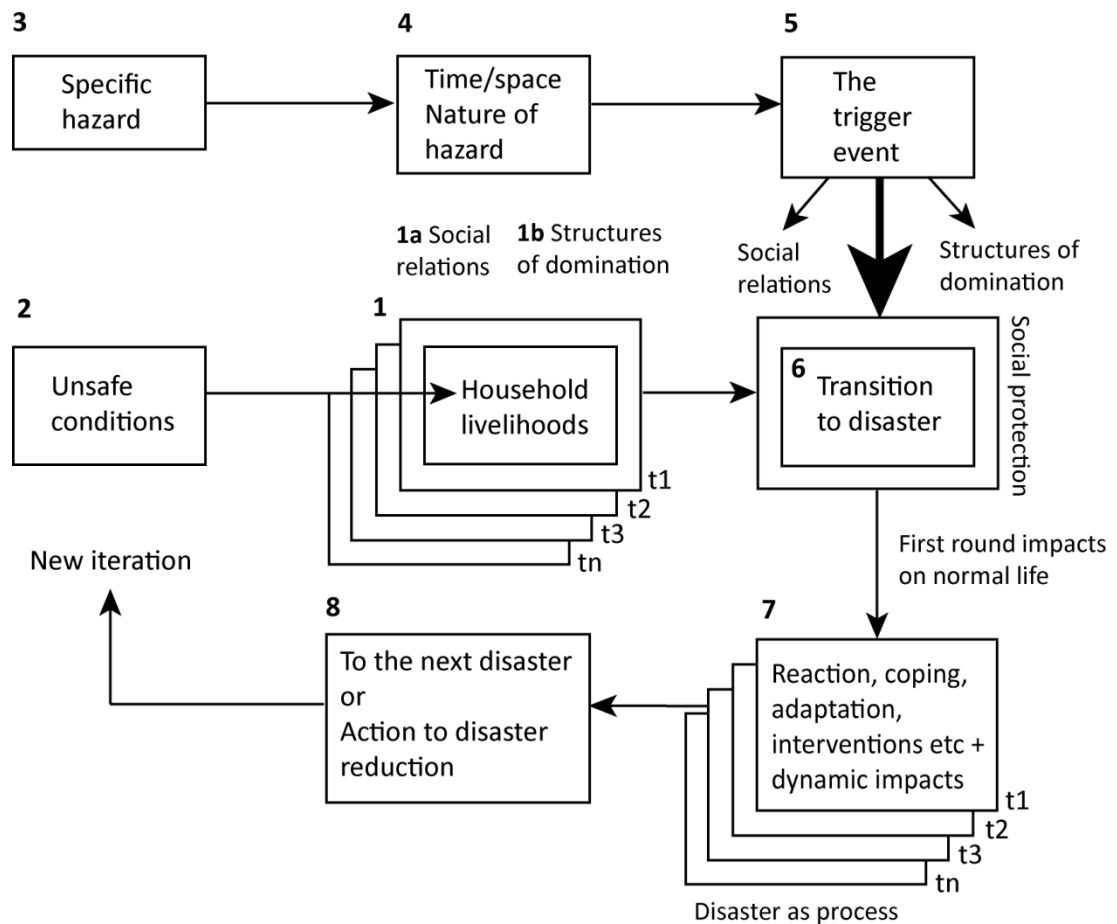 3
Specific
hazard
4
Time/space
Nature of
hazard
5
The
trigger
event
1a Social
relations
1b Structures
of domination
Social
relations
Structures of
domination
2
Unsafe
conditions
1
Household
livelihoods
t1
t2
t3
tn
6
Transition
to disaster
Social protection
First round impacts
on normal life
New iteration
8
To the next disaster
or
Action to disaster
reduction
7
Reaction, coping,
adaptation,
interventions etc +
dynamic impacts
t1
t2
t3
tn
Disaster as process